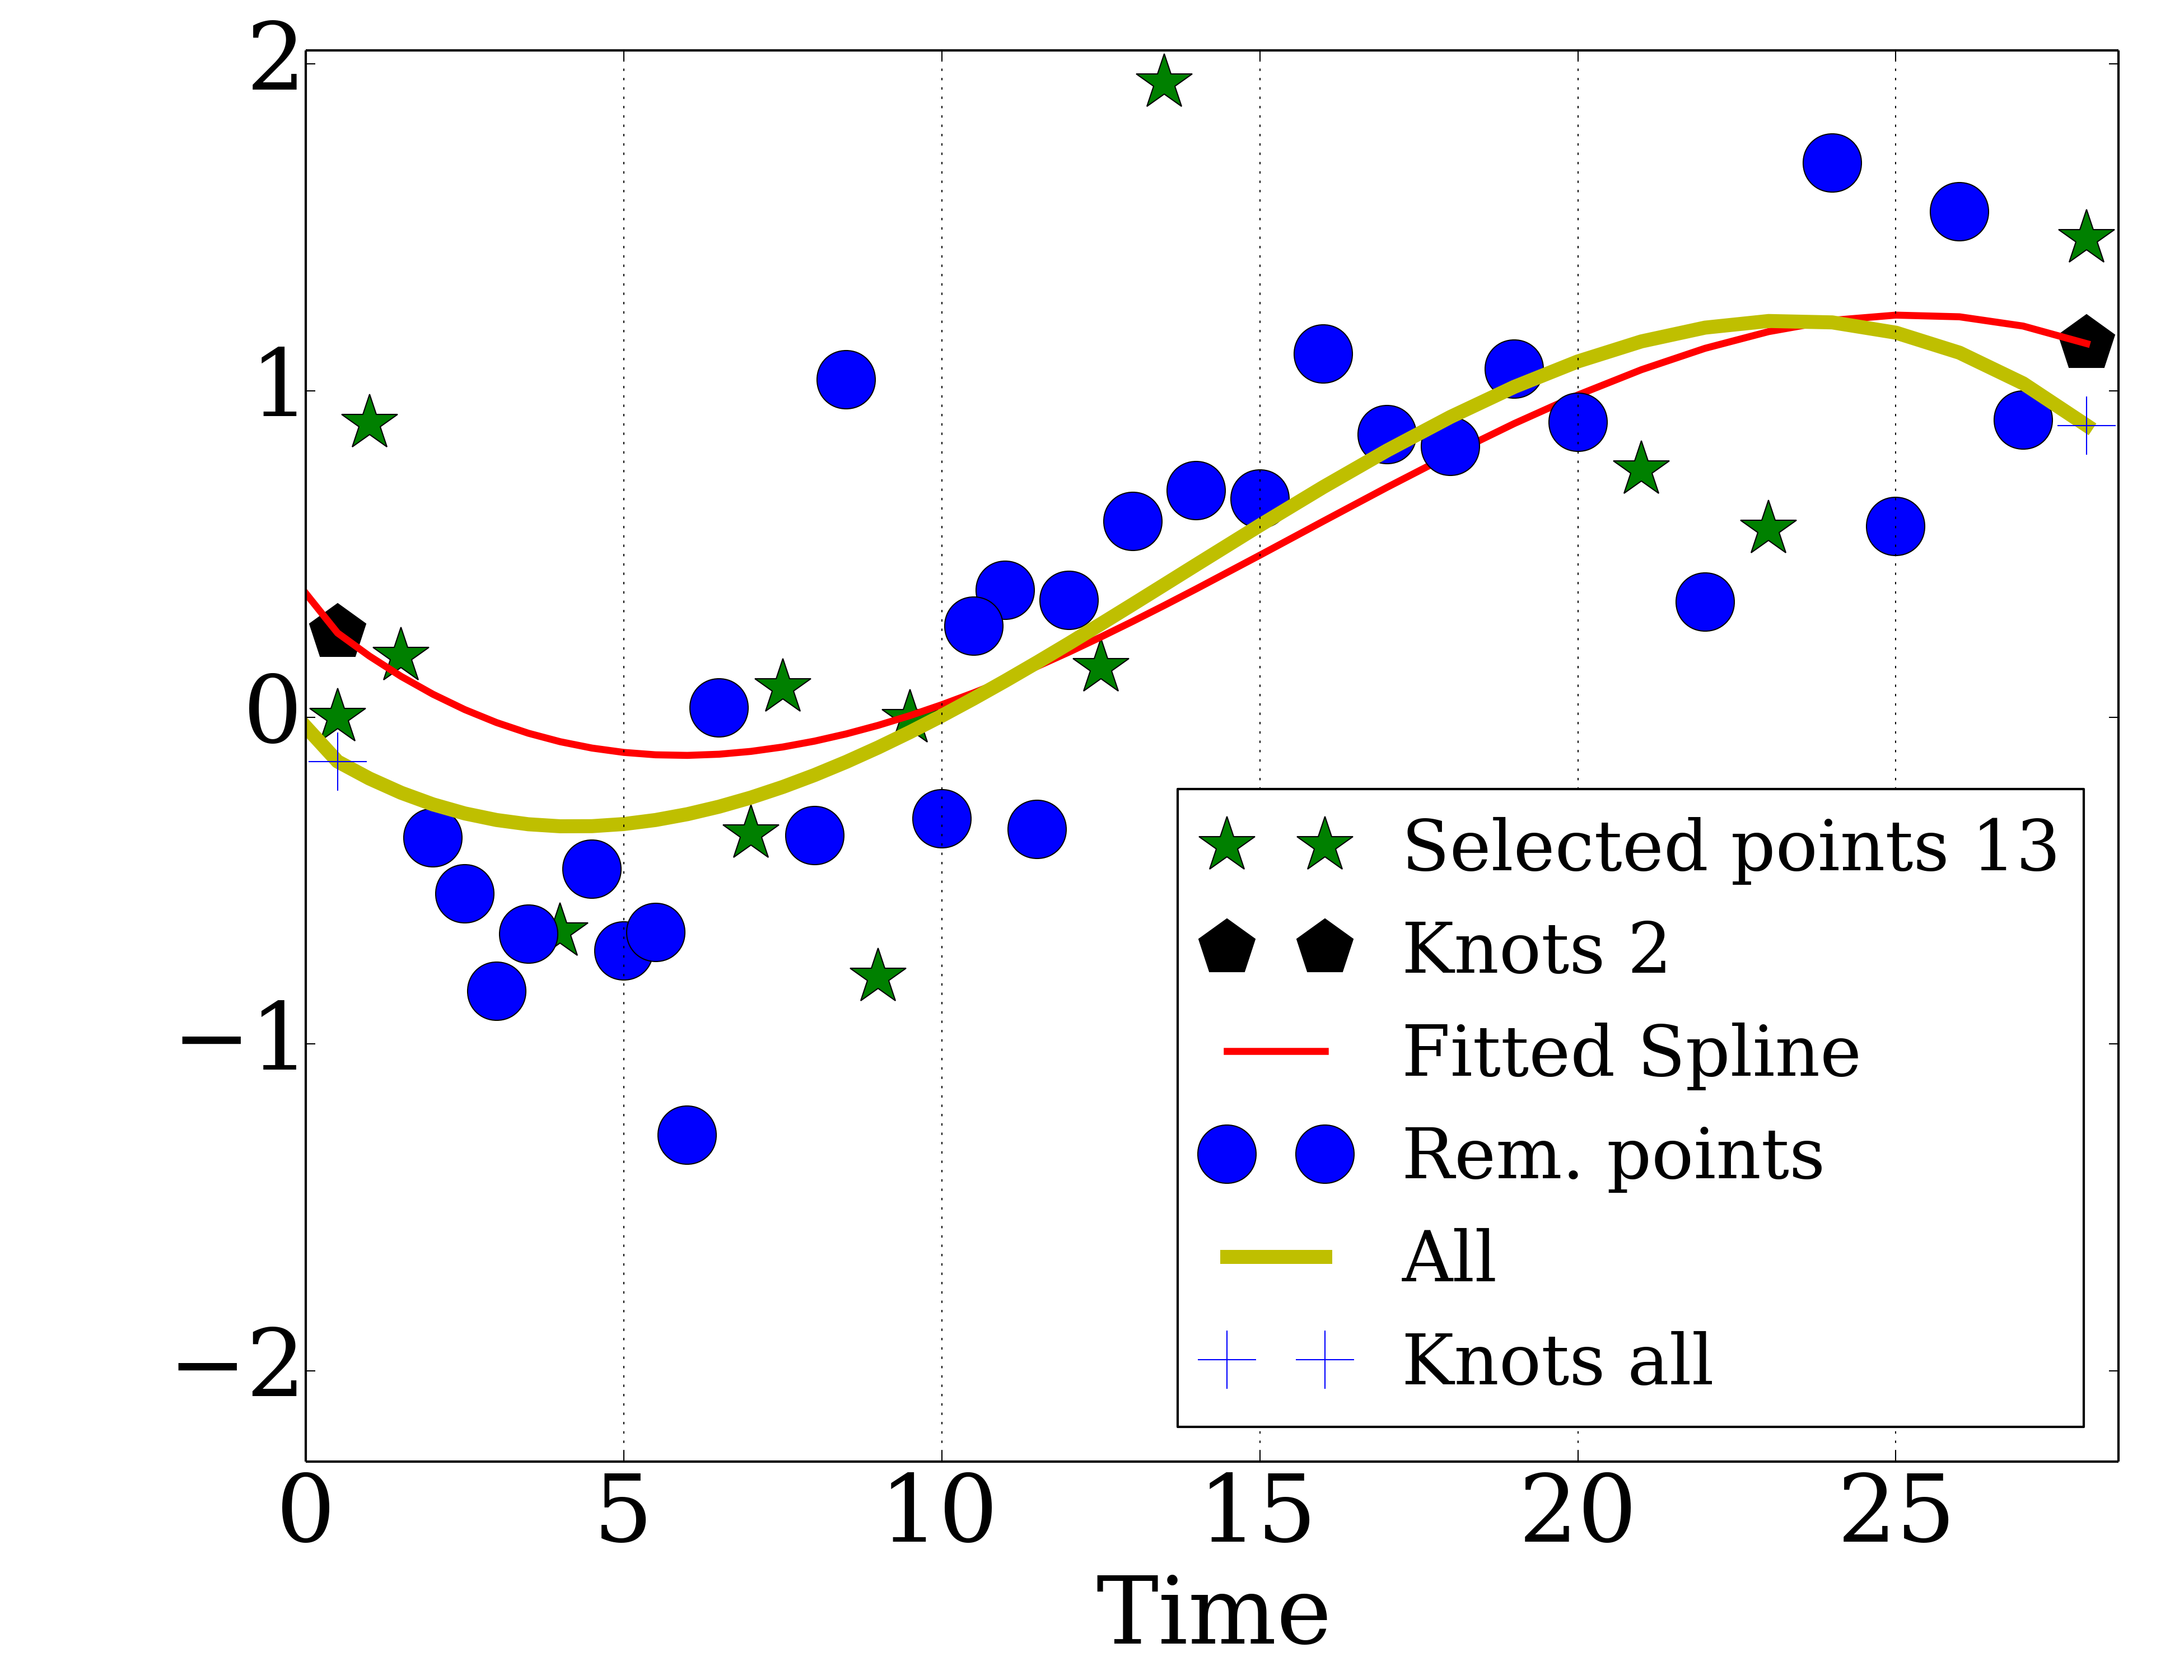 2
1
0
−1
−2
0 5 10 15 20 25
Time
Selected points 13
Knots 2
Fitted Spline
Rem. points
All
Knots all